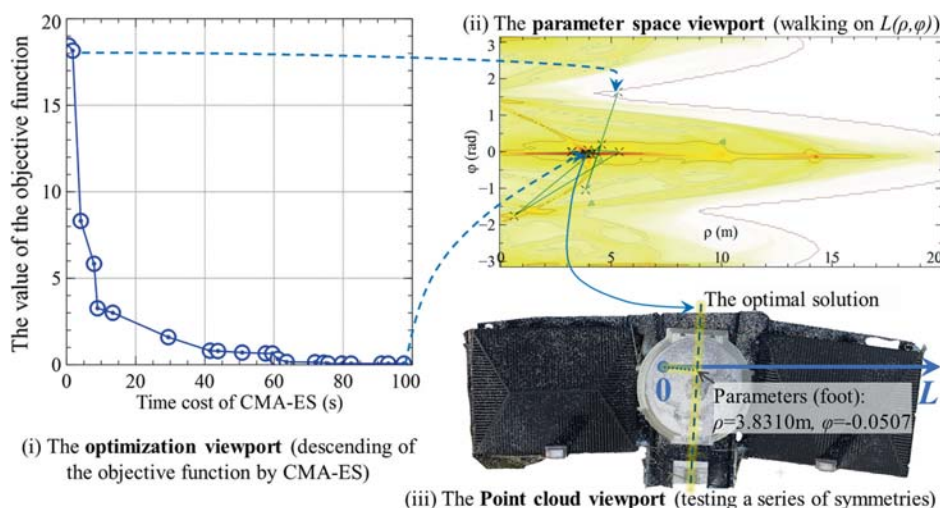 (ii) The parameter space viewport (walking on L(ρ,φ))
20
15
10
5
0
0 20 40 60 80 100
The value of the objective function
Time cost of CMA-ES (s)
(i) The optimization viewport (descending of
the objective function by CMA-ES)
3
2
1
0
-1
-2
-3
φ (rad)
ρ (m)
0 5 10 15 20
The optimal solution
0
L
Parameters (foot):
ρ=3.8310m, φ=-0.0507
(iii) The Point cloud viewport (testing a series of symmetries)